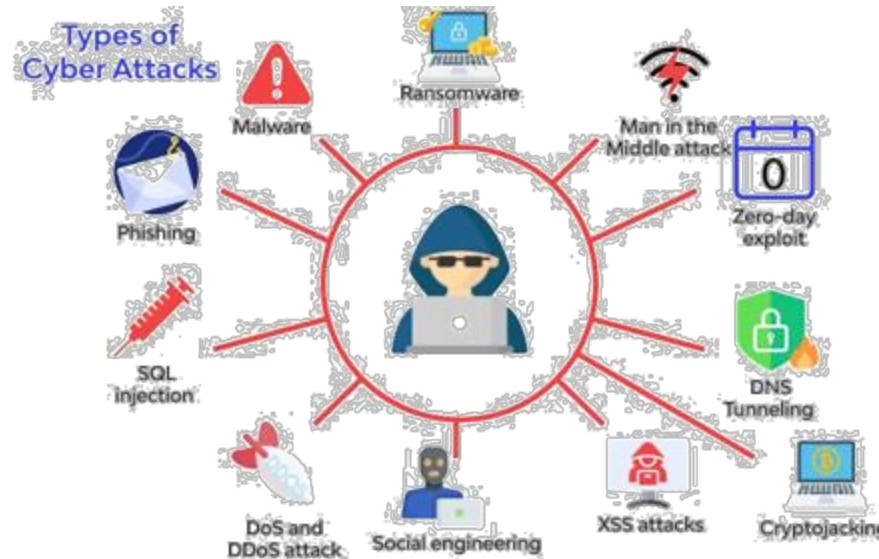 Types of
Cyber Attacks
Malware
Ransomware
Man in the
Middle attack
0
Zero-day
exploit
Phishing
SQL
injection
DNS
Tunneling
DoS and
DDoS attack
Social engineering
XSS attacks
Cryptojacking